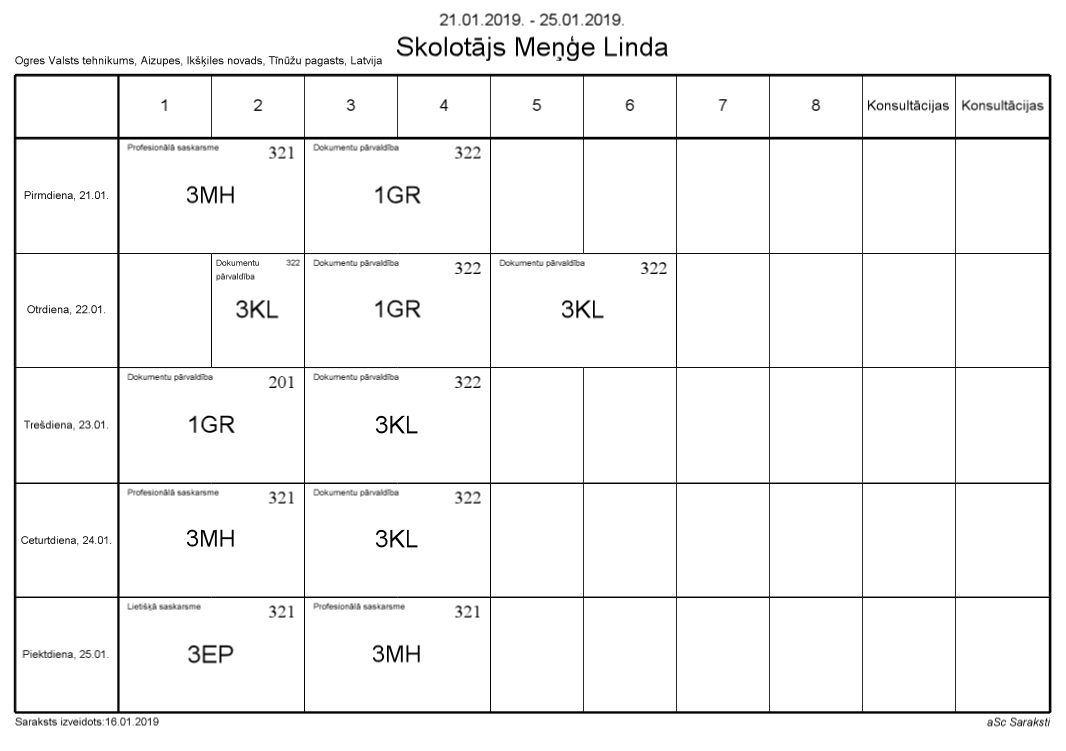 21.01.2019. - 25.01.2019.
Skolotājs Meņģe Linda
Ogres Valsts tehnikums, Aizupes, Ikšķiles novads, Tīnūžu pagasts, Latvija
1 2 3 4 5 6 7 8 Konsultācijas Konsultācijas
Profesionālā saskarsme 321 Dokumentu pārvaldība 322
Pirmdiena, 21.01. 3MH 1GR
Dokumentu 322 Dokumentu pārvaldība 322 Dokumentu pārvaldība 322
pārvaldība
Otrdiena, 22.01. 3KL 1GR 3KL
Dokumentu pārvaldība 201 Dokumentu pārvaldība 322
Trešdiena, 23.01. 1GR 3KL
Profesionālā saskarsme 321 Dokumentu pārvaldība 322
Ceturtdiena, 24.01. 3MH 3KL
Lietišķā saskarsme 321 Profesionālā saskarsme 321
Piektdiena, 25.01. 3EP 3MH
Saraksts izveidots:16.01.2019 aSc Saraksti